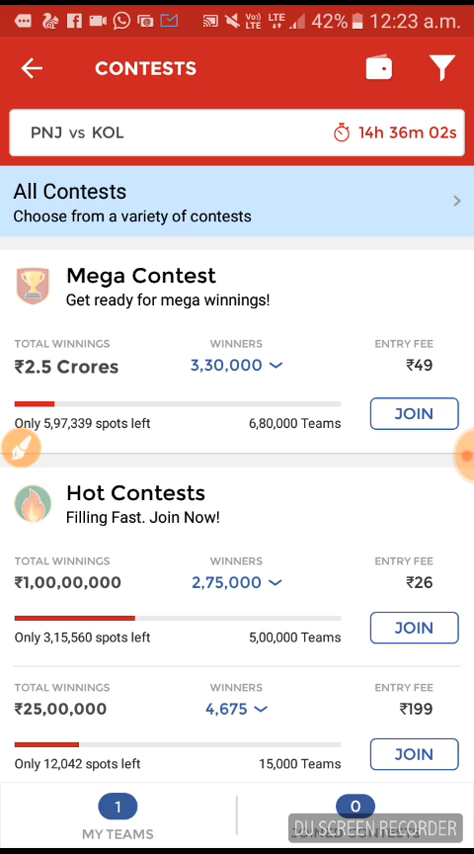 Vo)) LTE LTE 42% 12:23 a.m.
CONTESTS
PNJ vs KOL 14h 36m 02s
All Contests
Choose from a variety of contests
Mega Contest
Get ready for mega winnings!
TOTAL WINNINGS WINNERS ENTRY FEE
₹2.5 Crores 3,30,000 ₹49
Only 5,97,339 spots left 6,80,000 Teams JOIN
Hot Contests
Filling Fast. Join Now!
TOTAL WINNINGS WINNERS ENTRY FEE
₹1,00,00,000 2,75,000 ₹26
Only 3,15,560 spots left 5,00,000 Teams JOIN
TOTAL WINNINGS WINNERS ENTRY FEE
₹25,00,000 4,675 ₹199
Only 12,042 spots left 15,000 Teams JOIN
1 0
MY TEAMS
DU SCREEN RECORDER